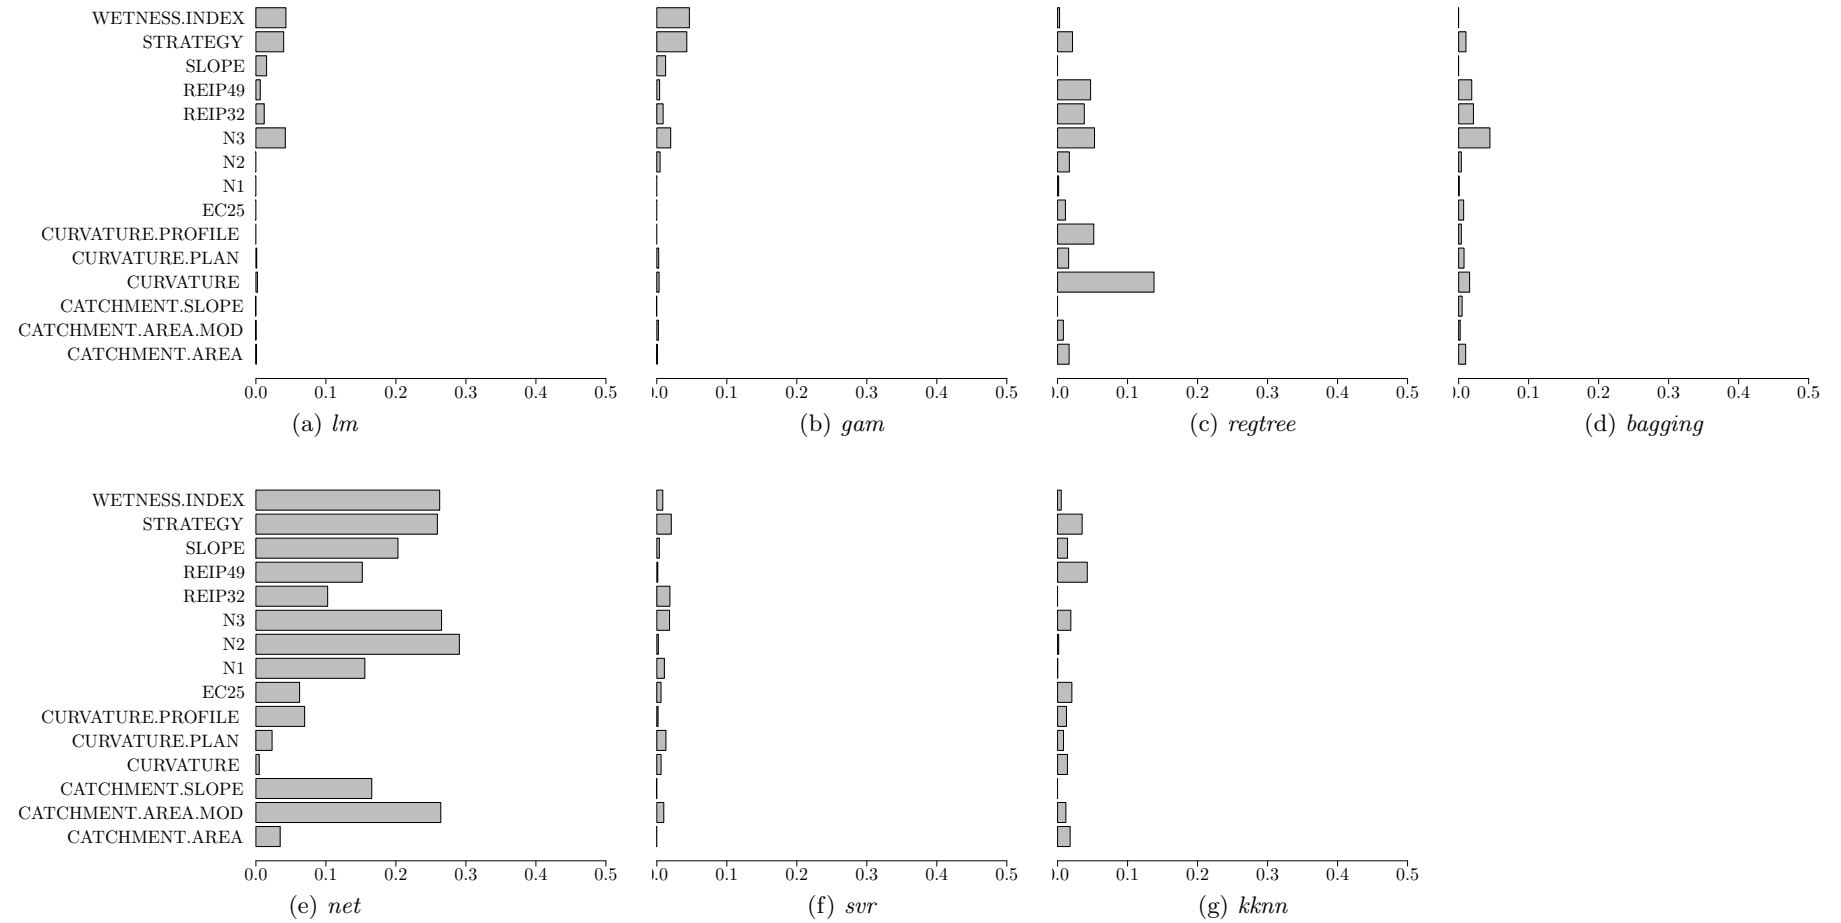 WETNESS.INDEX
STRATEGY
SLOPE
REIP49
REIP32
N3
N2
N1
EC25
CURVATURE.PROFILE
CURVATURE.PLAN
CURVATURE
CATCHMENT.SLOPE
CATCHMENT.AREA.MOD
CATCHMENT.AREA
0.0 0.1 0.2 0.3 0.4 0.5
(a) lm
.0 0.1 0.2 0.3 0.4 0.5
(b) gam
.0 0.1 0.2 0.3 0.4 0.5
(c) regtree
.0 0.1 0.2 0.3 0.4 0.5
(d) bagging
WETNESS.INDEX
STRATEGY
SLOPE
REIP49
REIP32
N3
N2
N1
EC25
CURVATURE.PROFILE
CURVATURE.PLAN
CURVATURE
CATCHMENT.SLOPE
CATCHMENT.AREA.MOD
CATCHMENT.AREA
0.0 0.1 0.2 0.3 0.4 0.5
(e) net
.0 0.1 0.2 0.3 0.4 0.5
(f) svr
.0 0.1 0.2 0.3 0.4 0.5
(g) kknn